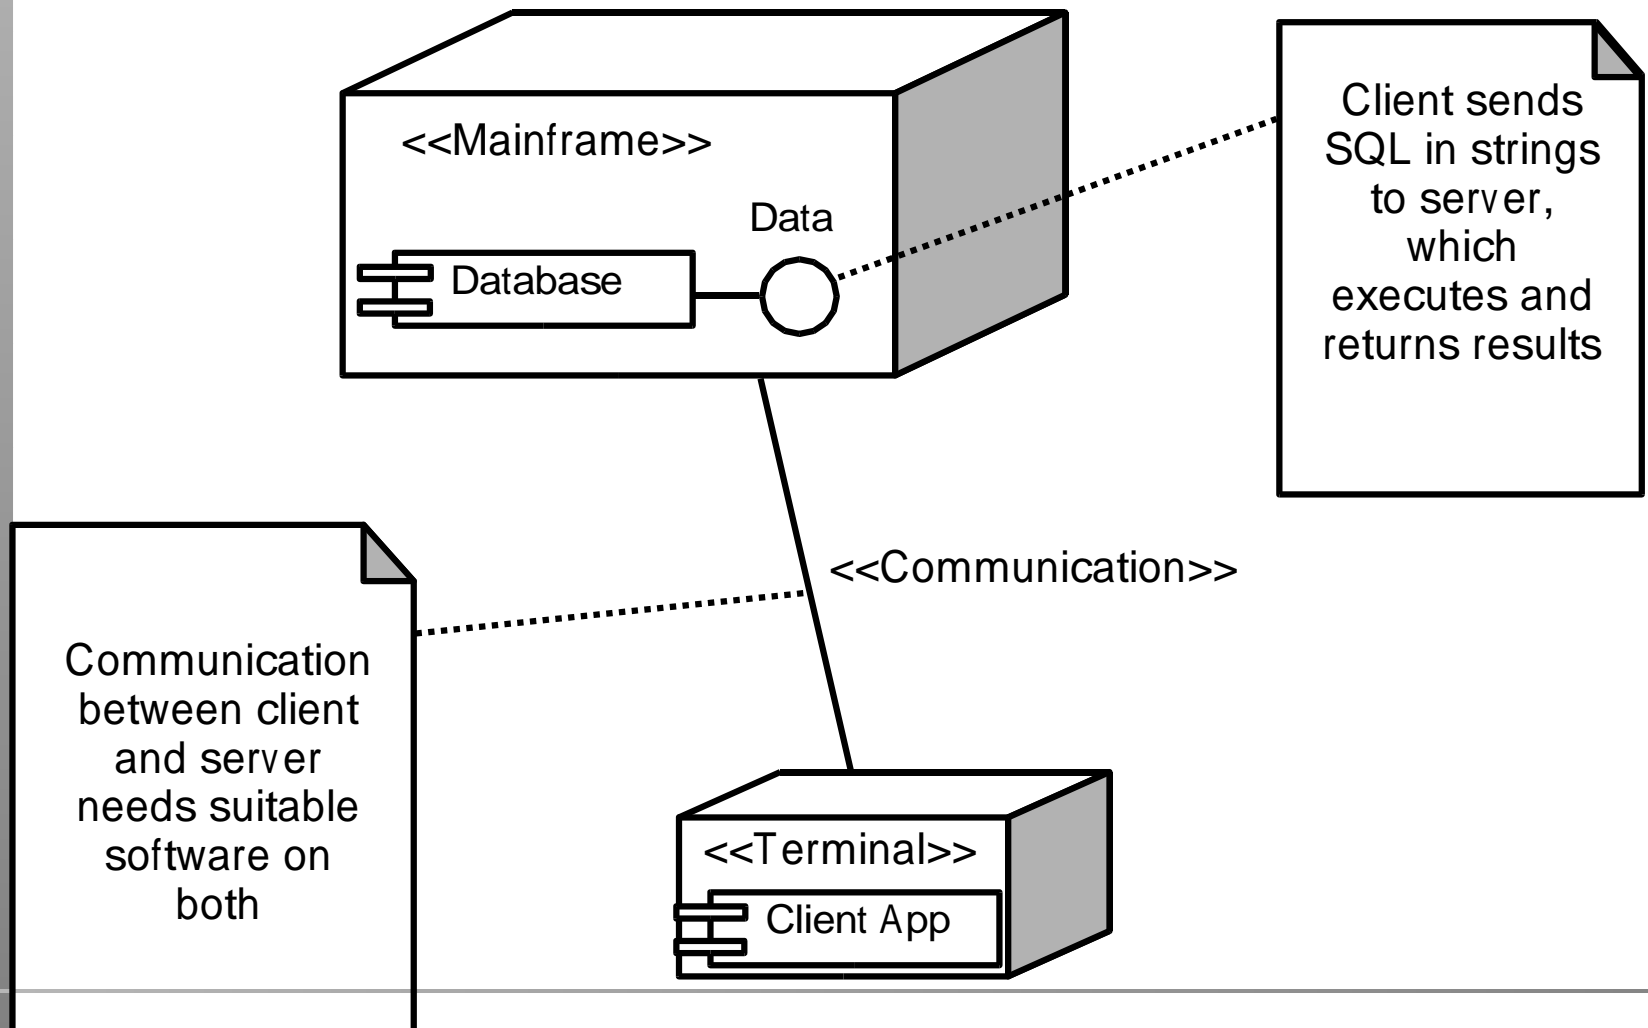 <<Mainframe>>
Data
Database
Client sends
SQL in strings
to server,
which
executes and
returns results
<<Communication>>
Communication
between client
and server
needs suitable
software on
both
<<Terminal>>
Client App